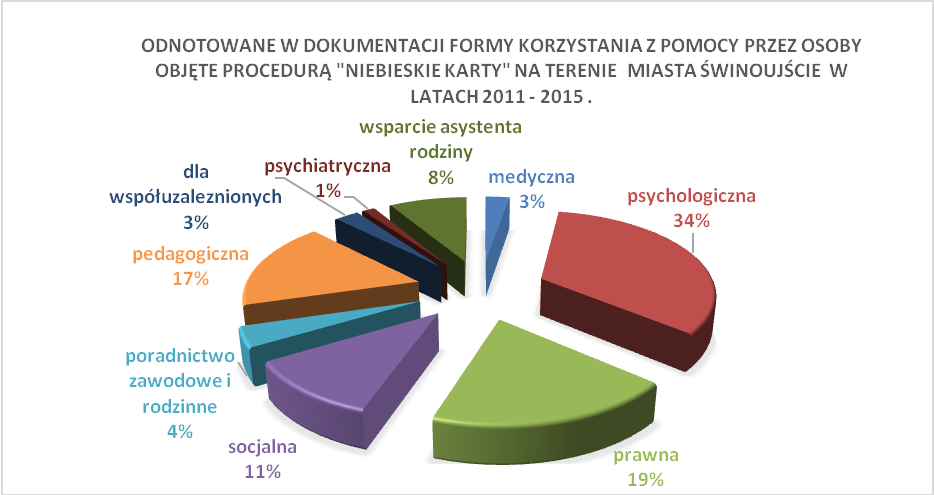 ODNOTOWANE W DOKUMENTACJI FORMY KORZYSTANIA Z POMOCY PRZEZ OSOBY
OBJĘTE PROCEDURĄ "NIEBIESKIE KARTY" NA TERENIE MIASTA ŚWINOUJŚCIE W
LATACH 2011 - 2015 .
wsparcie asystenta
rodziny
8%
medyczna
3%
psychologiczna
34%
prawna
19%
socjalna
11%
poradnictwo
zawodowe i
rodzinne
4%
pedagogiczna
17%
dla
współuzaleznionych
3%
psychiatryczna
1%